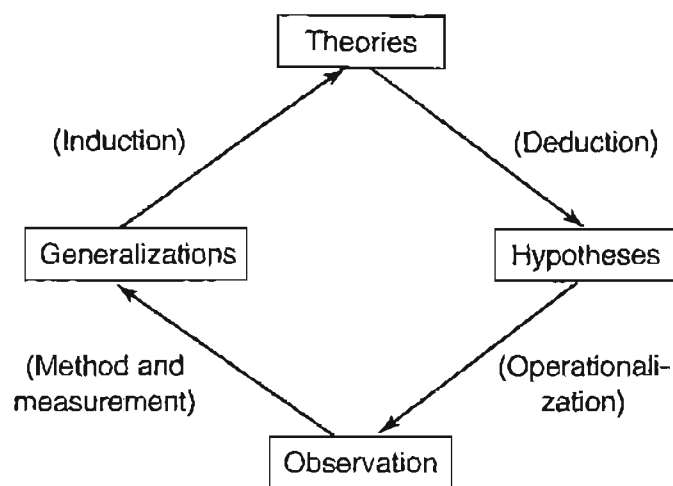 Theories
(Induction)
(Deduction)
Generalizations
Hypotheses
(Method and
measurement)
(Operationali-
zation)
Observation